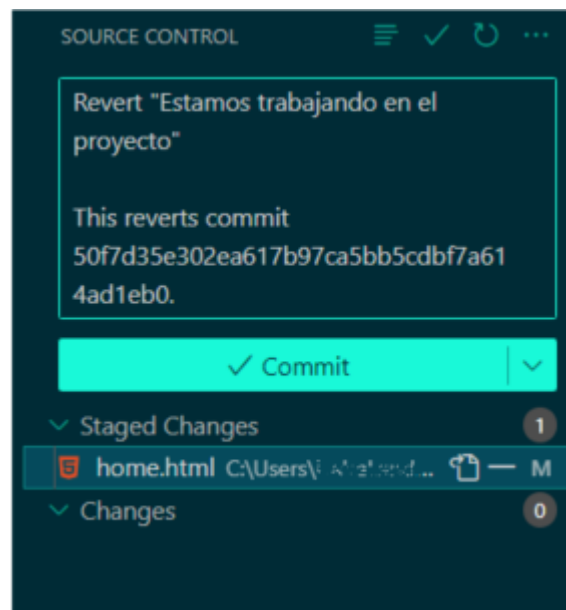 SOURCE CONTROL
Revert "Estamos trabajando en el
proyecto"
This reverts commit
50f7d35e302ea617b97ca5bb5cdbf7a61
4ad1eb0.
Commit
Staged Changes 1
home.html C:\Users\ ... M
Changes 0